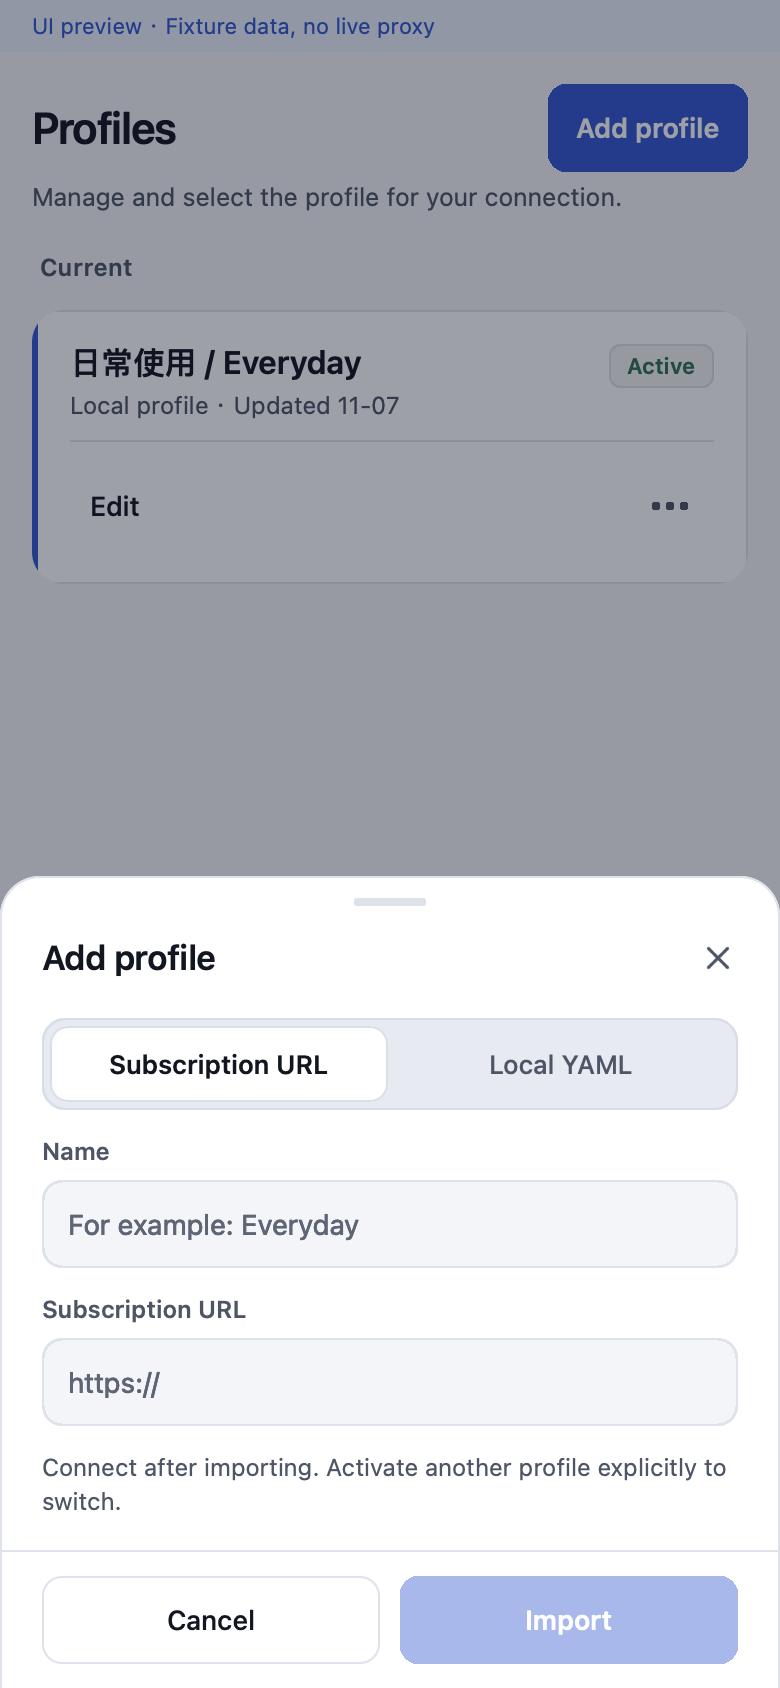 UI preview · Fixture data, no live proxy
Profiles
Add profile
Manage and select the profile for your connection.
Current
日常使用 / Everyday
Active
Local profile · Updated 11-07
Edit
Add profile
Subscription URL
Local YAML
Name
For example: Everyday
Subscription URL
https://
Connect after importing. Activate another profile explicitly to
switch.
Cancel
Import